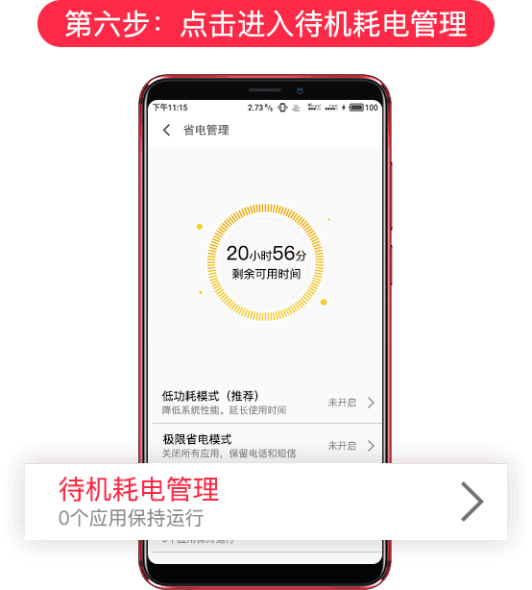 第六步：点击进入待机耗电管理
下午11:15
2.73 K/s
100
省电管理
20小时56分
剩余可用时间
低功耗模式（推荐）
降低系统性能。延长使用时间
未开启
极限省电模式
关闭所有应用，保留电话和短信
未开启
待机耗电管理
0个应用保持运行